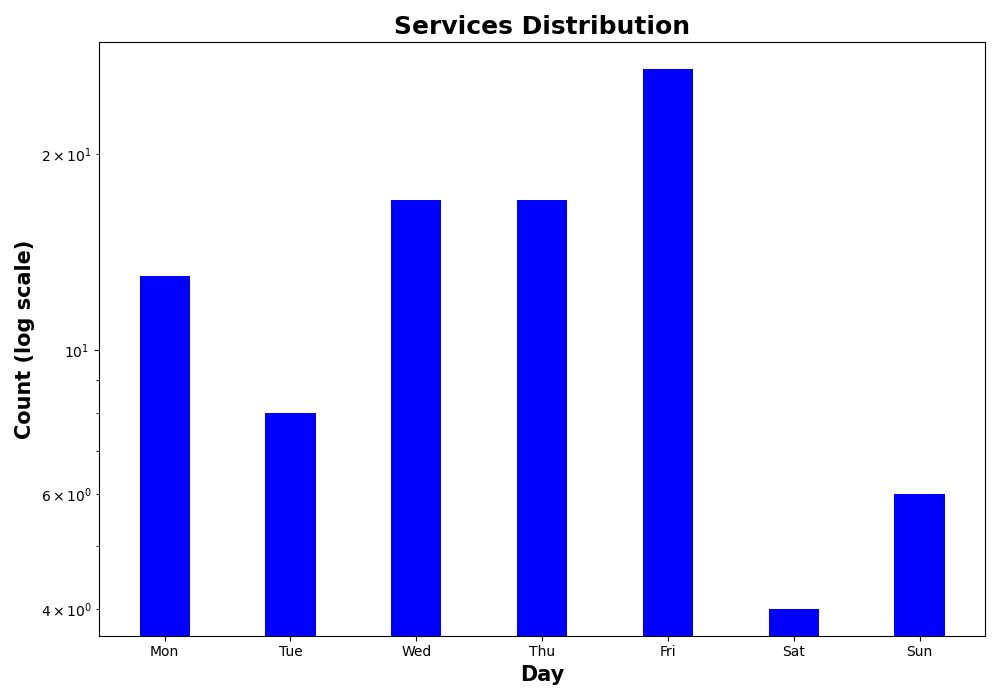 Services Distribution
Count (log scale)
2 × 10¹
10¹
6 × 10⁰
4 × 10⁰
Mon Tue Wed Thu Fri Sat Sun
Day